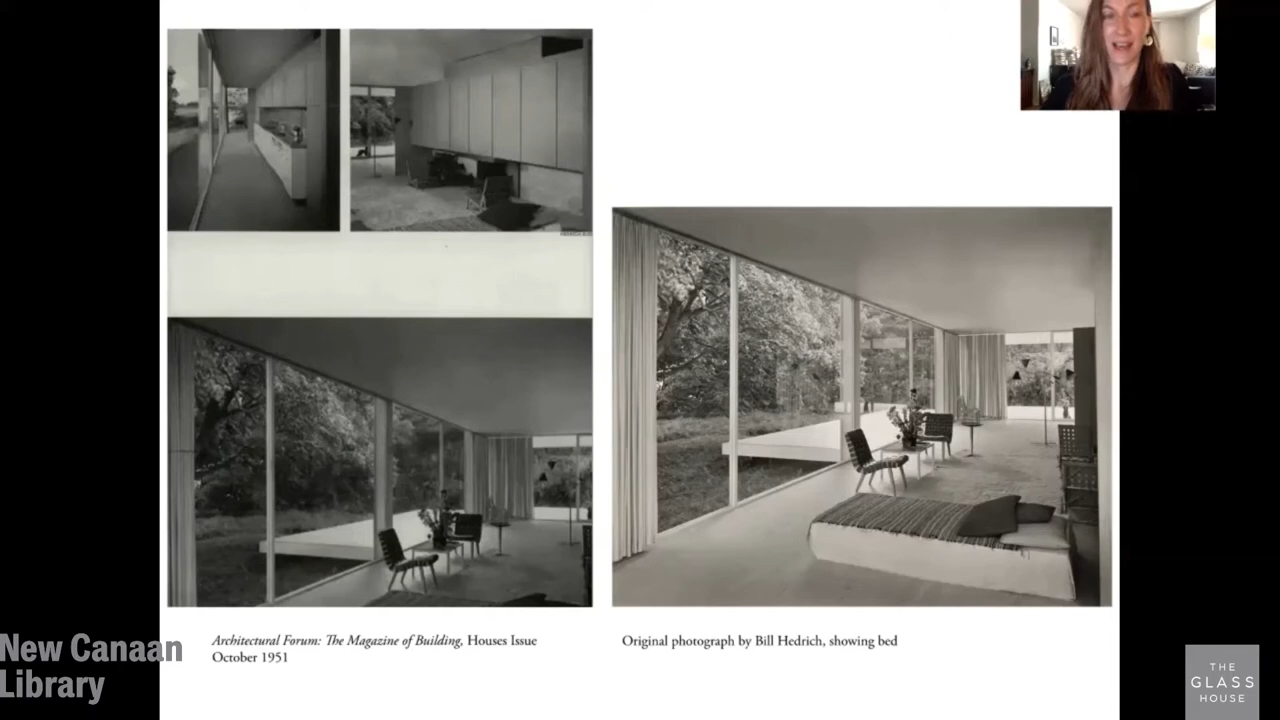 Architectural Forum: The Magazine of Building, Houses Issue
October 1951
Original photograph by Bill Hedrich, showing bed
New Canaan
Library
THE
GLASS
HOUSE